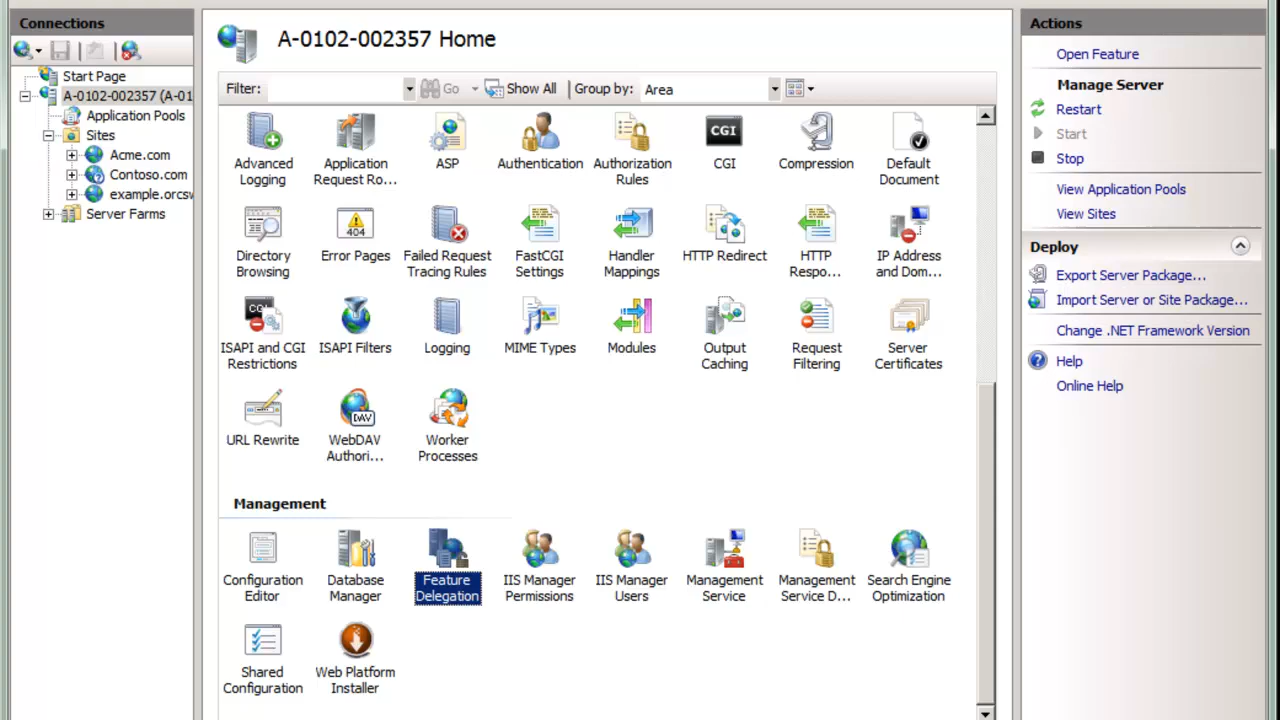 Connections
Start Page
A-0102-002357 (A-01
Application Pools
Sites
Acme.com
Contoso.com
example.orcsw
Server Farms
A-0102-002357 Home
Filter: Go Show All Group by: Area
Advanced
Logging
Application
Request Ro...
ASP
Authentication
Authorization
Rules
CGI
CGI
Compression
Default
Document
Directory
Browsing
404
Error Pages
Failed Request
Tracing Rules
FastCGI
Settings
Handler
Mappings
HTTP Redirect
HTTP
Respo...
IP Address
and Dom...
ISAPI and CGI
Restrictions
ISAPI Filters
Logging
MIME Types
Modules
Output
Caching
Request
Filtering
Server
Certificates
URL Rewrite
DAV
WebDAV
Authori...
Worker
Processes
Management
Configuration
Editor
Database
Manager
Feature
Delegation
IIS Manager
Permissions
IIS Manager
Users
Management
Service
Management
Service D...
Search Engine
Optimization
Shared
Configuration
Web Platform
Installer
Actions
Open Feature
Manage Server
Restart
Start
Stop
View Application Pools
View Sites
Deploy
Export Server Package...
Import Server or Site Package...
Change .NET Framework Version
Help
Online Help